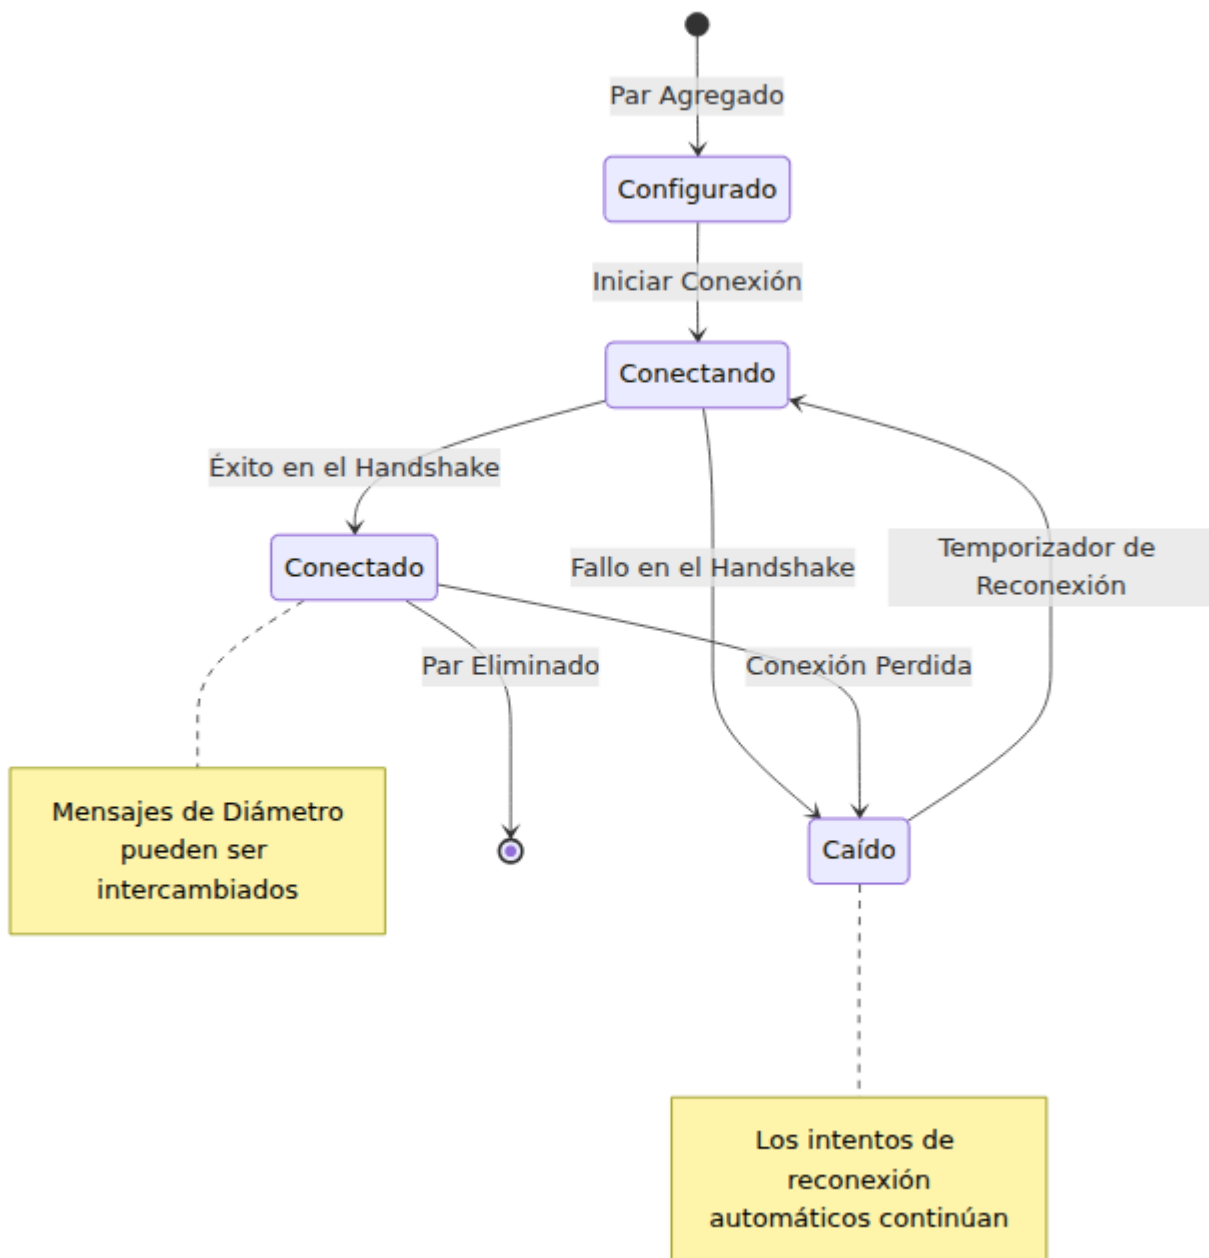 Par Agregado
Configurado
Iniciar Conexión
Conectando
Éxito en el Handshake
Conectado
Fallo en el Handshake
Temporizador de
Reconexión
Par Eliminado
Conexión Perdida
Mensajes de Diámetro
pueden ser
intercambiados
Caído
Los intentos de
reconexión
automáticos continúan